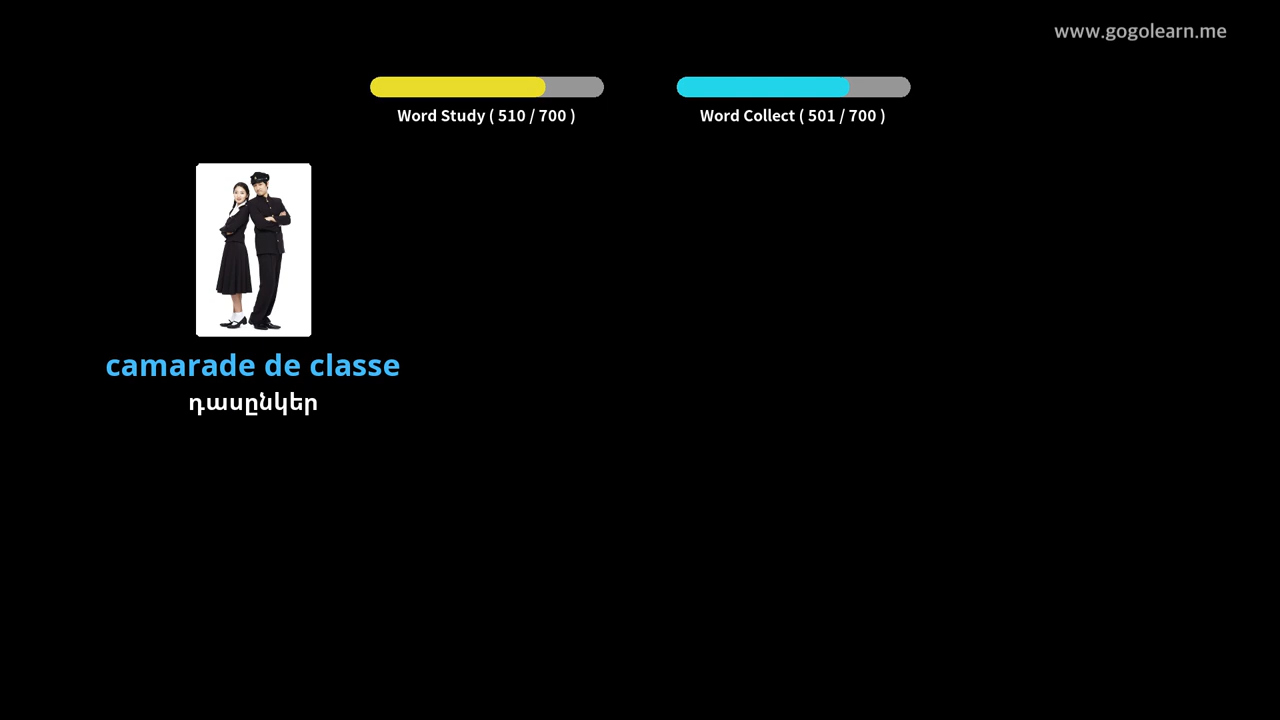 www.gogolearn.me
Word Study ( 510 / 700 )
Word Collect ( 501 / 700 )
camarade de classe
դասընկեր